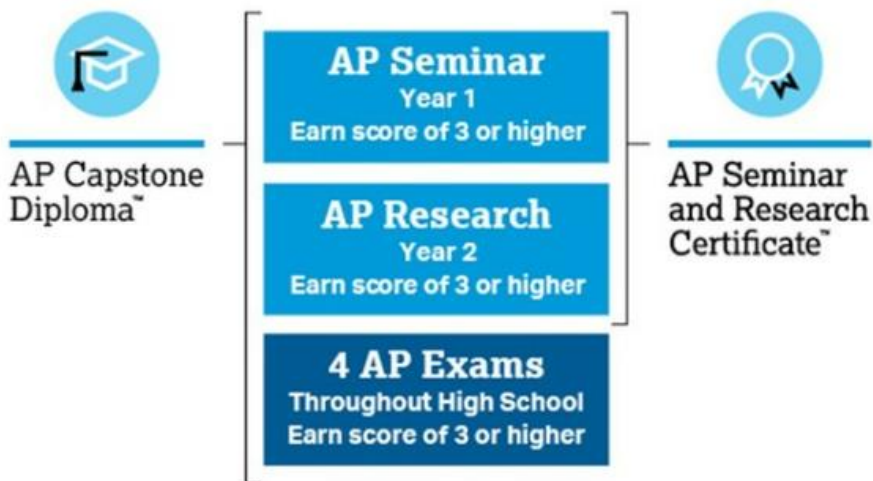 AP Capstone
Diploma™
AP Seminar
Year 1
Earn score of 3 or higher
AP Research
Year 2
Earn score of 3 or higher
4 AP Exams
Throughout High School
Earn score of 3 or higher
AP Seminar
and Research
Certificate™